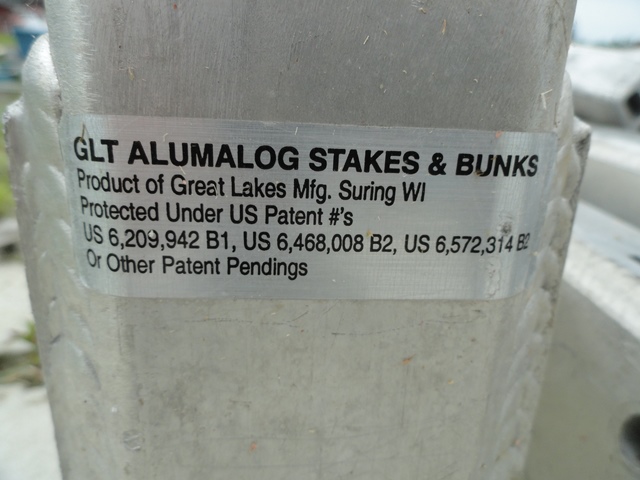 GLT ALUMALOG STAKES & BUNKS
Product of Great Lakes Mfg. Suring WI
Protected Under US Patent #'s
US 6,209,942 B1, US 6,468,008 B2, US 6,572,314 B2
Or Other Patent Pendings